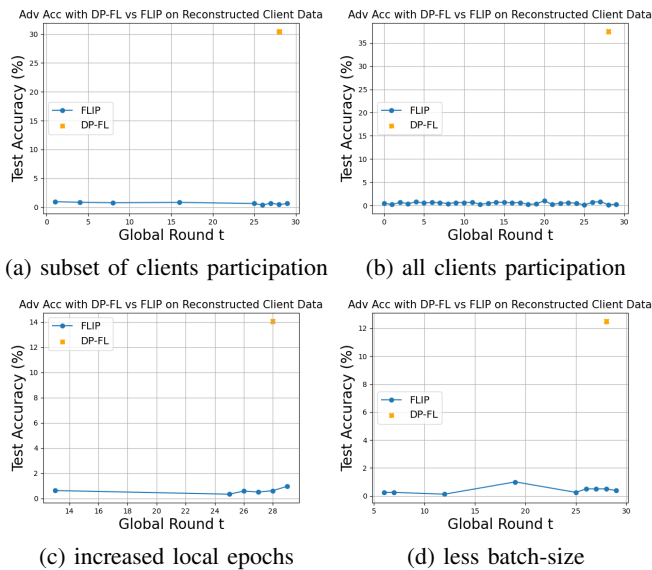 Adv Acc with DP-FL vs FLIP on Reconstructed Client Data
Test Accuracy (%)
30
25
20
15
10
5
0
FLIP
DP-FL
0
5
10
15
20
25
30
Global Round t
(a) subset of clients participation
Adv Acc with DP-FL vs FLIP on Reconstructed Client Data
Test Accuracy (%)
35
30
25
20
15
10
5
0
FLIP
DP-FL
0
5
10
15
20
25
30
Global Round t
(b) all clients participation
Adv Acc with DP-FL vs FLIP on Reconstructed Client Data
Test Accuracy (%)
14
12
10
8
6
4
2
0
FLIP
DP-FL
14
16
18
20
22
24
26
28
Global Round t
(c) increased local epochs
Adv Acc with DP-FL vs FLIP on Reconstructed Client Data
Test Accuracy (%)
12
10
8
6
4
2
0
FLIP
DP-FL
5
10
15
20
25
30
Global Round t
(d) less batch-size